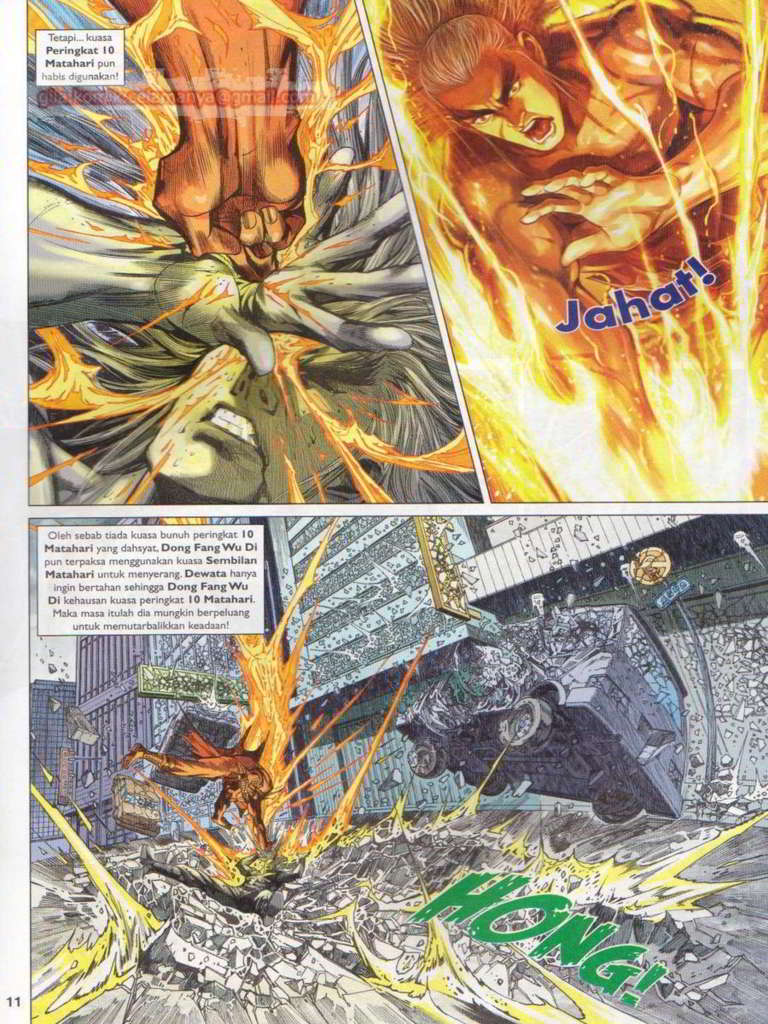 Tetapi... kuasa
Peringkat 10
Matahari pun
habis digunakan!
Jahat!
Oleh sebab tiada kuasa bunuh peringkat 10
Matahari yang dahsyat, Dong Fang Wu Di
pun terpaksa menggunakan kuasa Sembilan
Matahari untuk menyerang. Dewata hanya
ingin bertahan sehingga Dong Fang Wu
Di kehausan kuasa peringkat 10 Matahari.
Maka masa itulah dia mungkin berpeluang
untuk memutarbalikkan keadaan!
HONG!
11